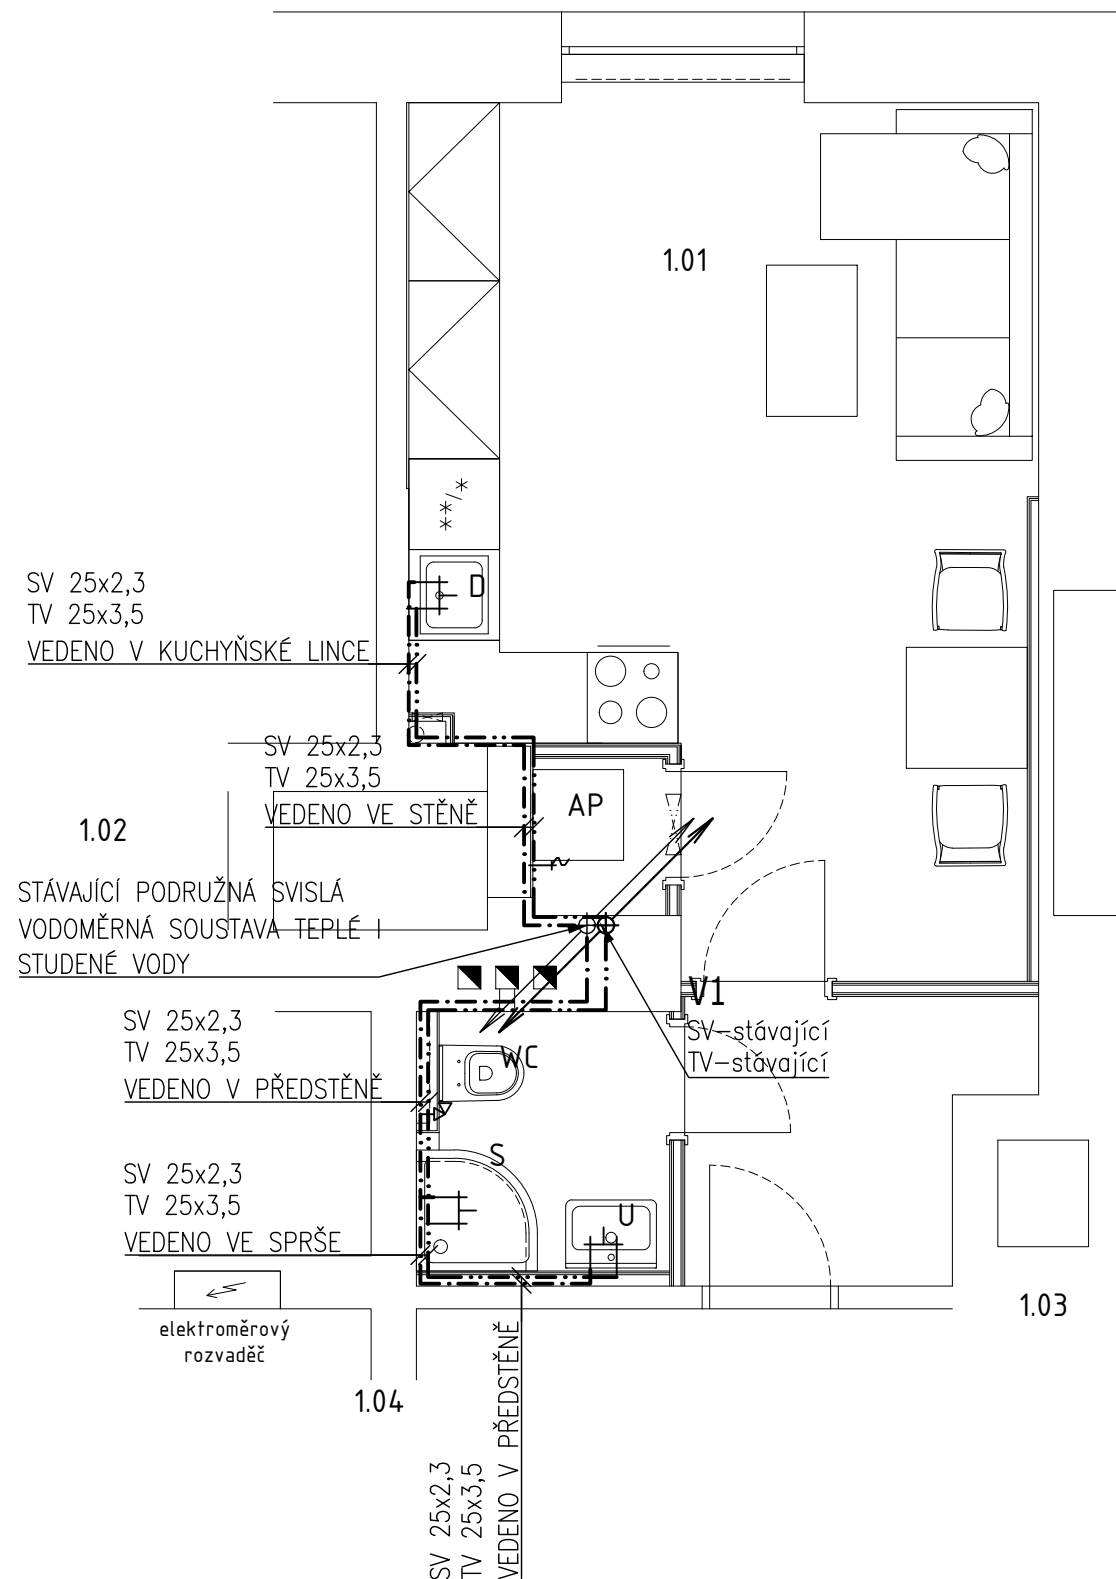 1.01
**/*
D
SV 25x2,3
TV 25x3,5
VEDENO V KUCHYŇSKÉ LINCE
SV 25x2,3
TV 25x3,5
VEDENO VE STĚNĚ
AP
1.02
STÁVAJÍCÍ PODRUŽNÁ SVISLÁ
VODOMĚRNÁ SOUSTAVA TEPLÉ I
STUDENÉ VODY
V1
SV-stávající
TV-stávající
SV 25x2,3
TV 25x3,5
VEDENO V PŘEDSTĚNĚ
WC
S
SV 25x2,3
TV 25x3,5
VEDENO VE SPRŠE
U
elektroměrový
rozvaděč
1.03
1.04
SV 25x2,3
TV 25x3,5
VEDENO V PŘEDSTĚNĚ